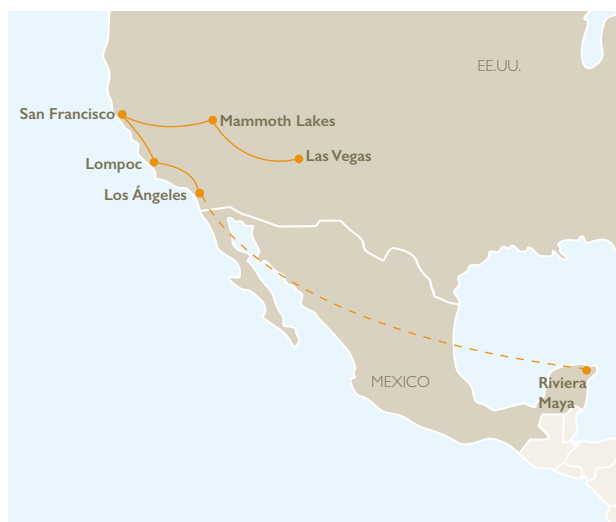 EE.UU.
San Francisco
Mammoth Lakes
Las Vegas
Lompoc
Los Ángeles
MEXICO
Riviera
Maya